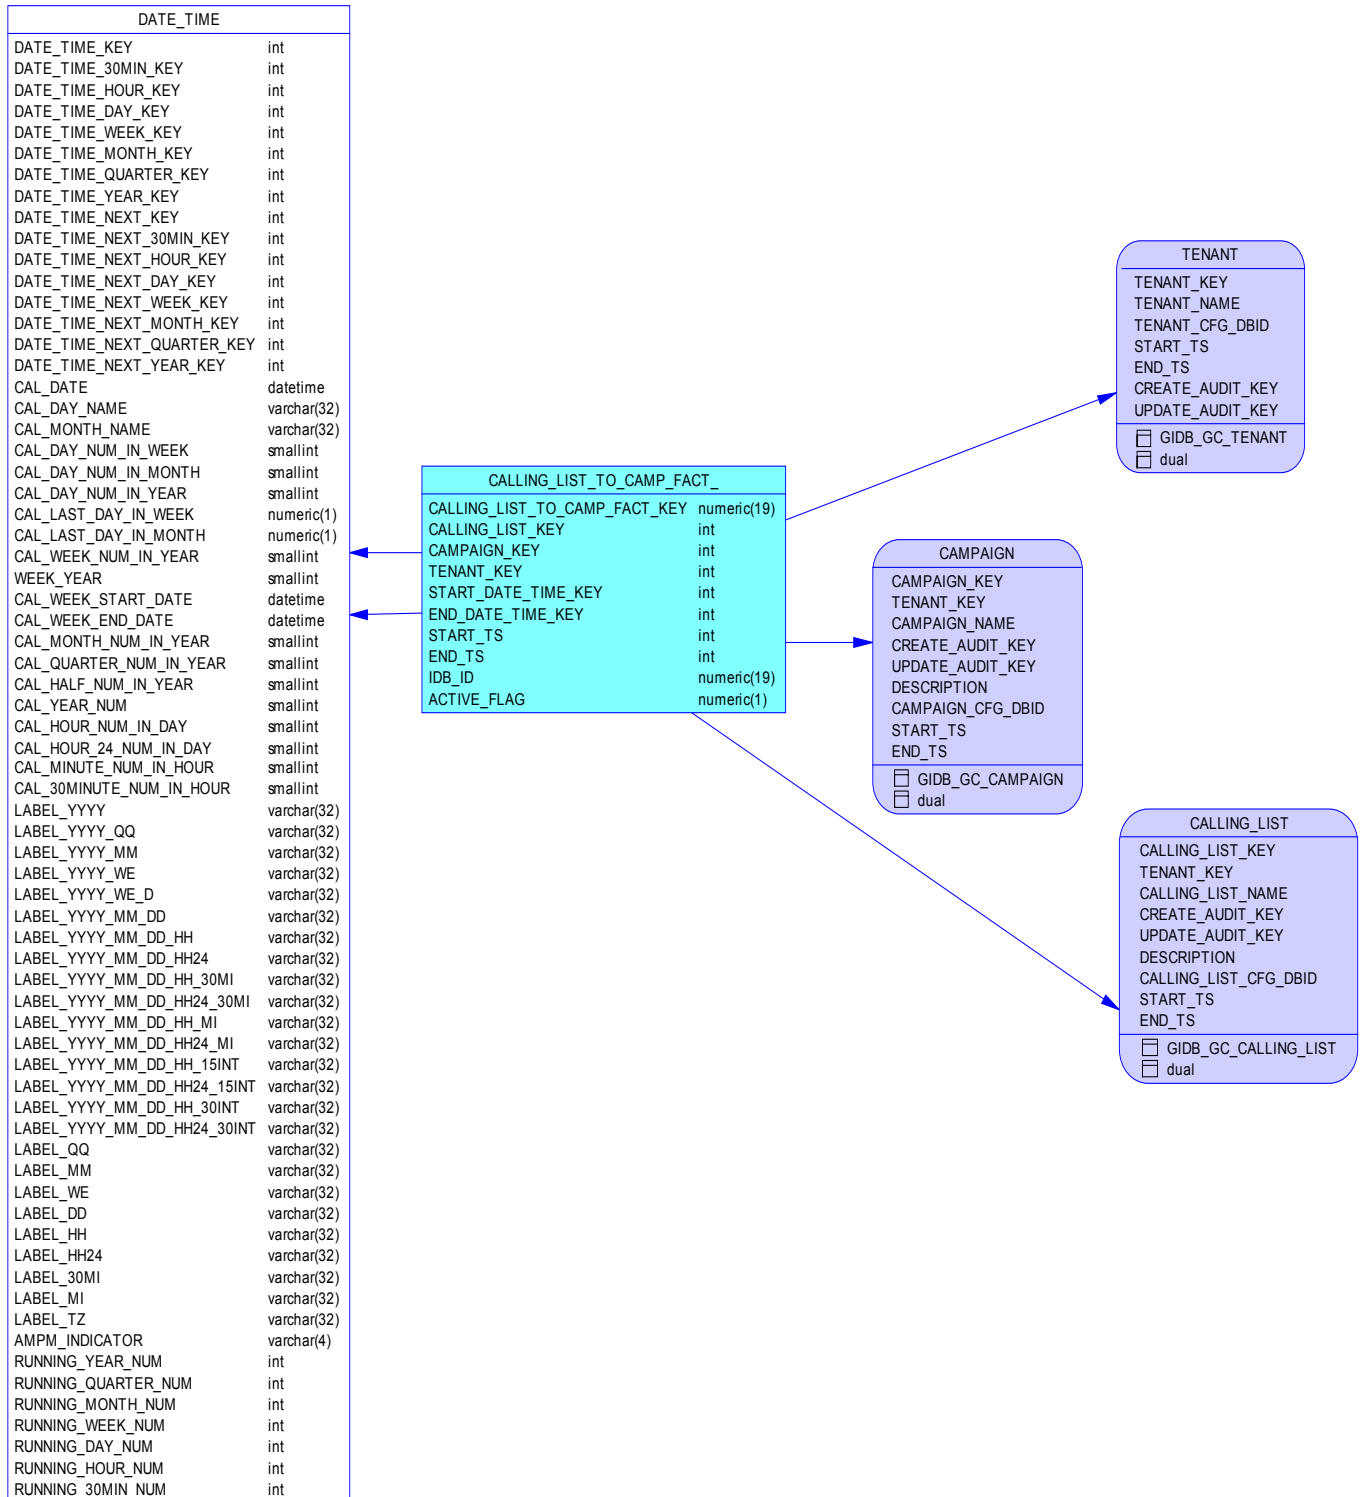 DATE_TIME
DATE_TIME_KEY int
DATE_TIME_30MIN_KEY int
DATE_TIME_HOUR_KEY int
DATE_TIME_DAY_KEY int
DATE_TIME_WEEK_KEY int
DATE_TIME_MONTH_KEY int
DATE_TIME_QUARTER_KEY int
DATE_TIME_YEAR_KEY int
DATE_TIME_NEXT_KEY int
DATE_TIME_NEXT_30MIN_KEY int
DATE_TIME_NEXT_HOUR_KEY int
DATE_TIME_NEXT_DAY_KEY int
DATE_TIME_NEXT_WEEK_KEY int
DATE_TIME_NEXT_MONTH_KEY int
DATE_TIME_NEXT_QUARTER_KEY int
DATE_TIME_NEXT_YEAR_KEY int
CAL_DATE datetime
CAL_DAY_NAME varchar(32)
CAL_MONTH_NAME varchar(32)
CAL_DAY_NUM_IN_WEEK smallint
CAL_DAY_NUM_IN_MONTH smallint
CAL_DAY_NUM_IN_YEAR smallint
CAL_LAST_DAY_IN_WEEK numeric(1)
CAL_LAST_DAY_IN_MONTH numeric(1)
CAL_WEEK_NUM_IN_YEAR smallint
WEEK_YEAR smallint
CAL_WEEK_START_DATE datetime
CAL_WEEK_END_DATE datetime
CAL_MONTH_NUM_IN_YEAR smallint
CAL_QUARTER_NUM_IN_YEAR smallint
CAL_HALF_NUM_IN_YEAR smallint
CAL_YEAR_NUM smallint
CAL_HOUR_NUM_IN_DAY smallint
CAL_HOUR_24_NUM_IN_DAY smallint
CAL_MINUTE_NUM_IN_HOUR smallint
CAL_30MINUTE_NUM_IN_HOUR smallint
LABEL_YYYY varchar(32)
LABEL_YYYY_QQ varchar(32)
LABEL_YYYY_MM varchar(32)
LABEL_YYYY_WE varchar(32)
LABEL_YYYY_WE_D varchar(32)
LABEL_YYYY_MM_DD varchar(32)
LABEL_YYYY_MM_DD_HH varchar(32)
LABEL_YYYY_MM_DD_HH24 varchar(32)
LABEL_YYYY_MM_DD_HH_30MI varchar(32)
LABEL_YYYY_MM_DD_HH24_30MI varchar(32)
LABEL_YYYY_MM_DD_HH_MI varchar(32)
LABEL_YYYY_MM_DD_HH24_MI varchar(32)
LABEL_YYYY_MM_DD_HH_15INT varchar(32)
LABEL_YYYY_MM_DD_HH24_15INT varchar(32)
LABEL_YYYY_MM_DD_HH_30INT varchar(32)
LABEL_YYYY_MM_DD_HH24_30INT varchar(32)
LABEL_QQ varchar(32)
LABEL_MM varchar(32)
LABEL_WE varchar(32)
LABEL_DD varchar(32)
LABEL_HH varchar(32)
LABEL_HH24 varchar(32)
LABEL_30MI varchar(32)
LABEL_MI varchar(32)
LABEL_TZ varchar(32)
AMPM_INDICATOR varchar(4)
RUNNING_YEAR_NUM int
RUNNING_QUARTER_NUM int
RUNNING_MONTH_NUM int
RUNNING_WEEK_NUM int
RUNNING_DAY_NUM int
RUNNING_HOUR_NUM int
RUNNING_30MIN_NUM int
CALLING_LIST_TO_CAMP_FACT_
CALLING_LIST_TO_CAMP_FACT_KEY numeric(19)
CALLING_LIST_KEY int
CAMPAIGN_KEY int
TENANT_KEY int
START_DATE_TIME_KEY int
END_DATE_TIME_KEY int
START_TS int
END_TS int
IDB_ID numeric(19)
ACTIVE_FLAG numeric(1)
TENANT
TENANT_KEY
TENANT_NAME
TENANT_CFG_DBID
START_TS
END_TS
CREATE_AUDIT_KEY
UPDATE_AUDIT_KEY
GIDB_GC_TENANT
dual
CAMPAIGN
CAMPAIGN_KEY
TENANT_KEY
CAMPAIGN_NAME
CREATE_AUDIT_KEY
UPDATE_AUDIT_KEY
DESCRIPTION
CAMPAIGN_CFG_DBID
START_TS
END_TS
GIDB_GC_CAMPAIGN
dual
CALLING_LIST
CALLING_LIST_KEY
TENANT_KEY
CALLING_LIST_NAME
CREATE_AUDIT_KEY
UPDATE_AUDIT_KEY
DESCRIPTION
CALLING_LIST_CFG_DBID
START_TS
END_TS
GIDB_GC_CALLING_LIST
dual